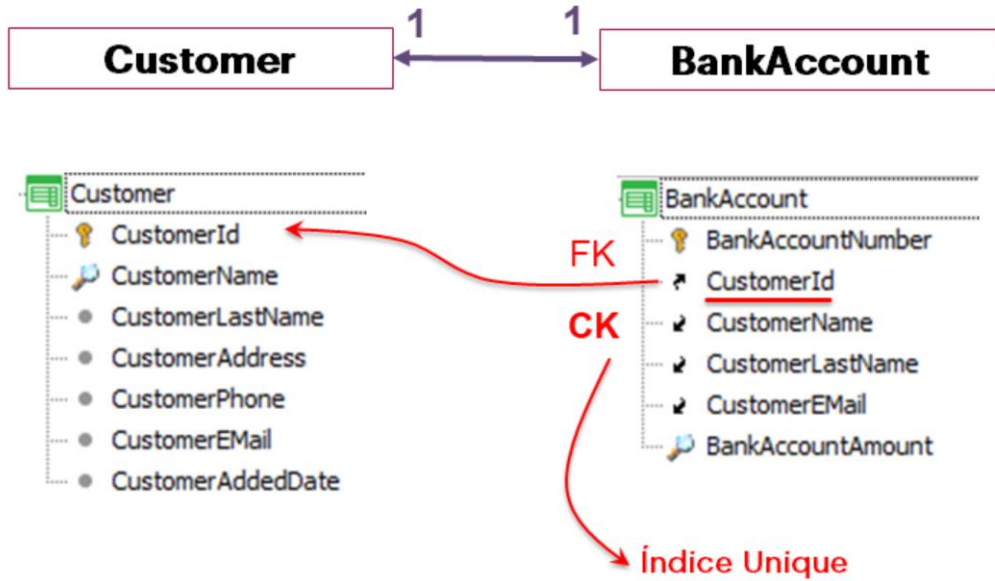 1 1
Customer BankAccount
Customer
CustomerId
CustomerName
CustomerLastName
CustomerAddress
CustomerPhone
CustomerEMail
CustomerAddedDate
FK
CK
BankAccount
BankAccountNumber
CustomerId
CustomerName
CustomerLastName
CustomerEMail
BankAccountAmount
Índice Unique